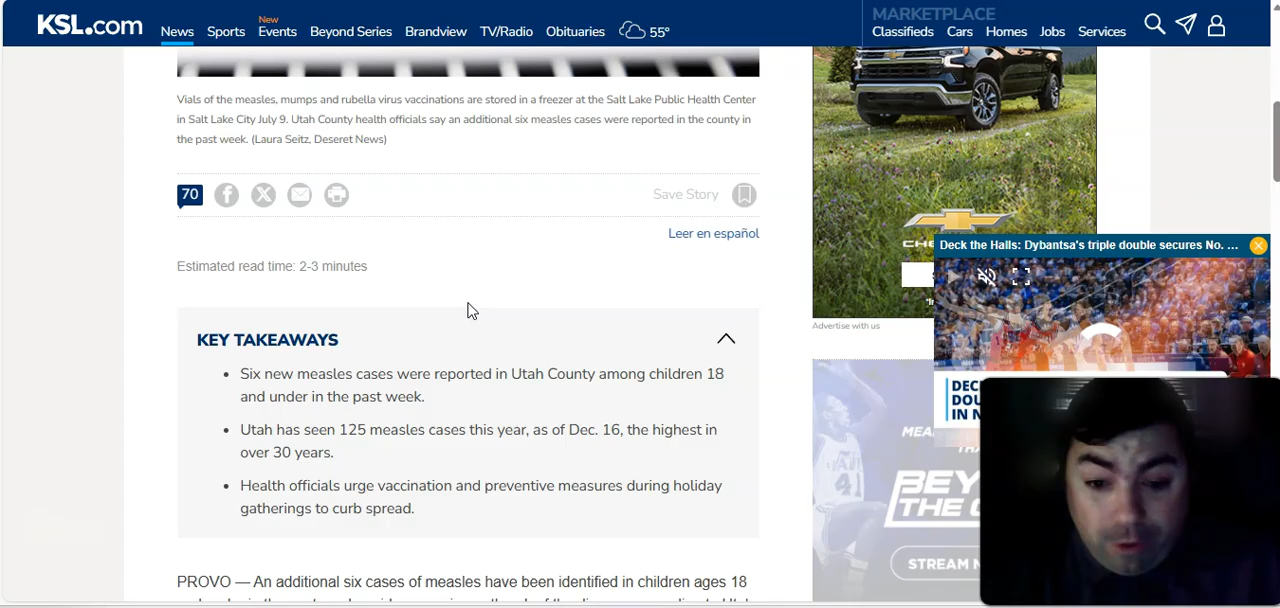 KSL.com
News
Sports
New
Events
Beyond Series
Brandview
TV/Radio
Obituaries
55°
MARKETPLACE
Classifieds
Cars
Homes
Jobs
Services
Vials of the measles, mumps and rubella virus vaccinations are stored in a freezer at the Salt Lake Public Health Center
in Salt Lake City July 9. Utah County health officials say an additional six measles cases were reported in the county in
the past week. (Laura Seitz, Deseret News)
70
Save Story
Leer en español
Estimated read time: 2-3 minutes
KEY TAKEAWAYS
• Six new measles cases were reported in Utah County among children 18
and under in the past week.
• Utah has seen 125 measles cases this year, as of Dec. 16, the highest in
over 30 years.
• Health officials urge vaccination and preventive measures during holiday
gatherings to curb spread.
PROVO — An additional six cases of measles have been identified in children ages 18
Advertise with us
Deck the Halls: Dybantsa's triple double secures No. ...
41
STREAM